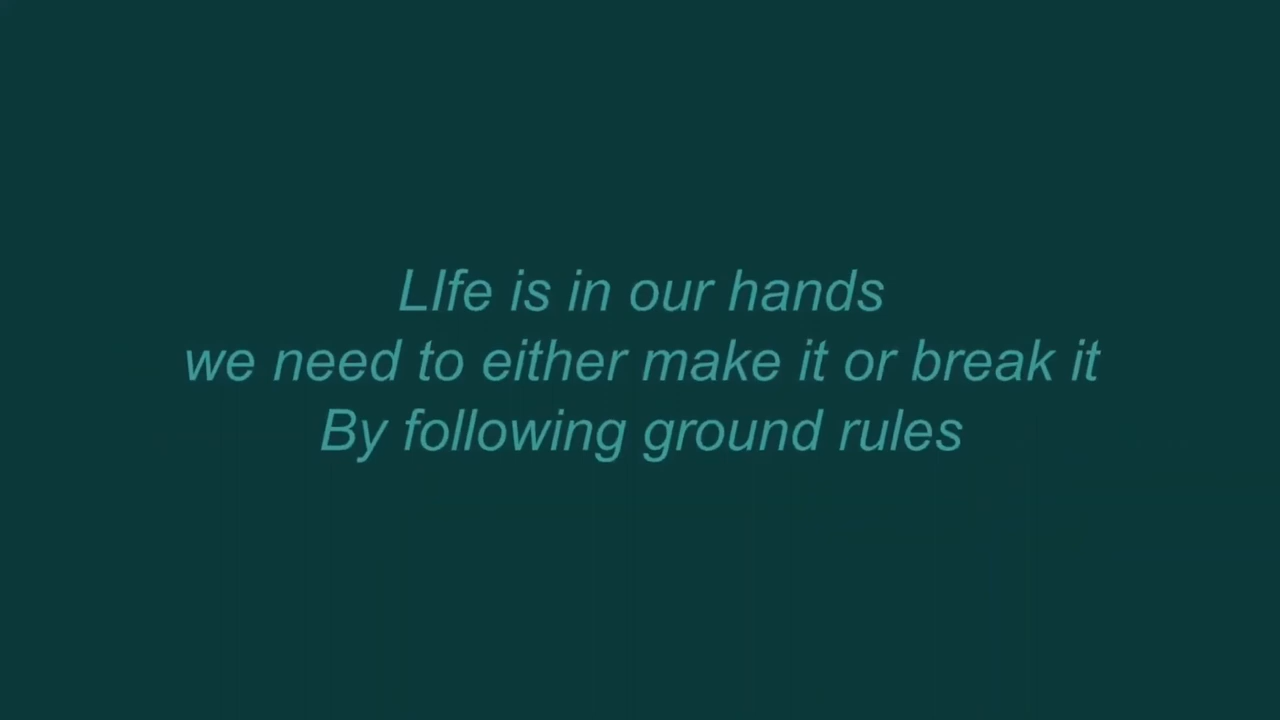 LIfe is in our hands
we need to either make it or break it
By following ground rules